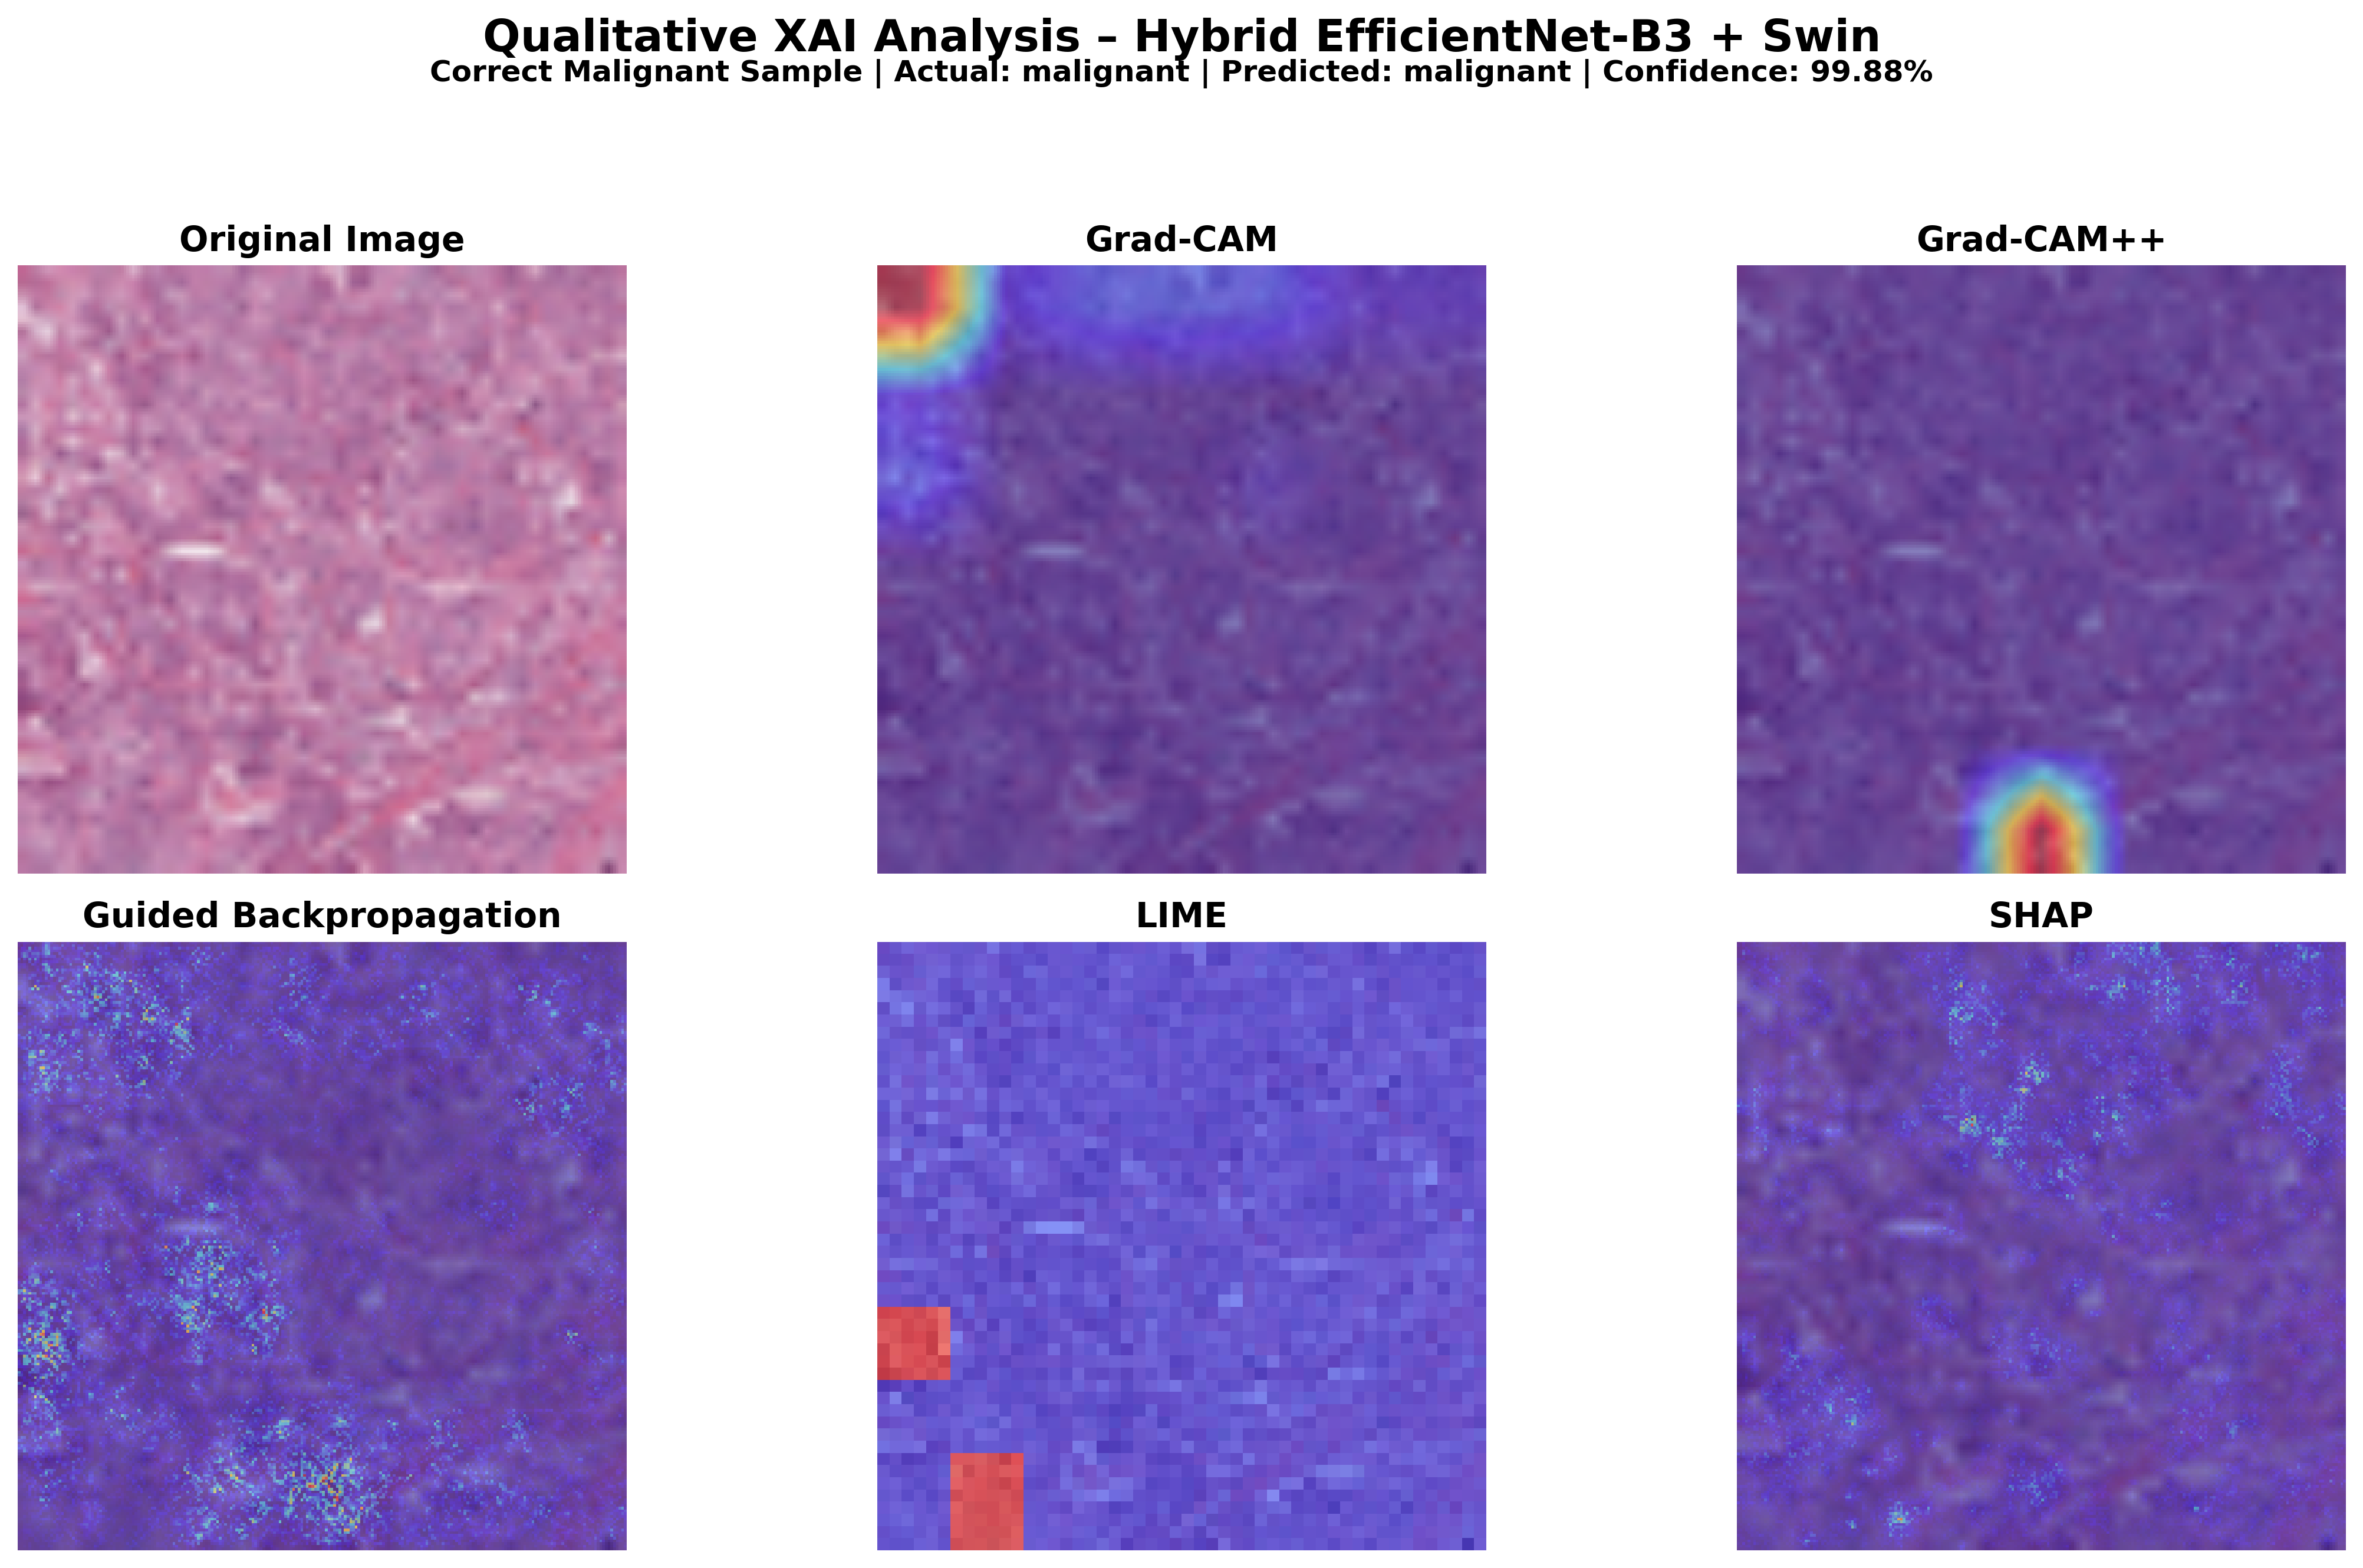 Qualitative XAI Analysis – Hybrid EfficientNet-B3 + Swin
Correct Malignant Sample | Actual: malignant | Predicted: malignant | Confidence: 99.88%
Original Image
Grad-CAM
Grad-CAM++
Guided Backpropagation
LIME
SHAP